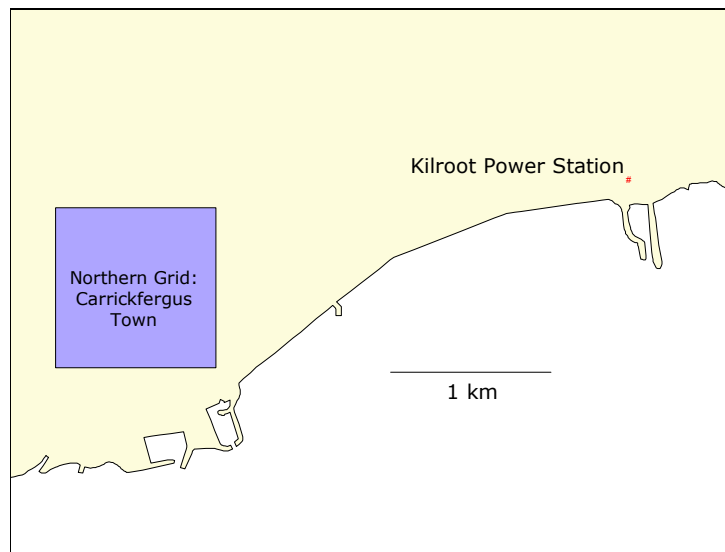 Kilroot Power Station
#
Northern Grid:
Carrickfergus
Town
1 km